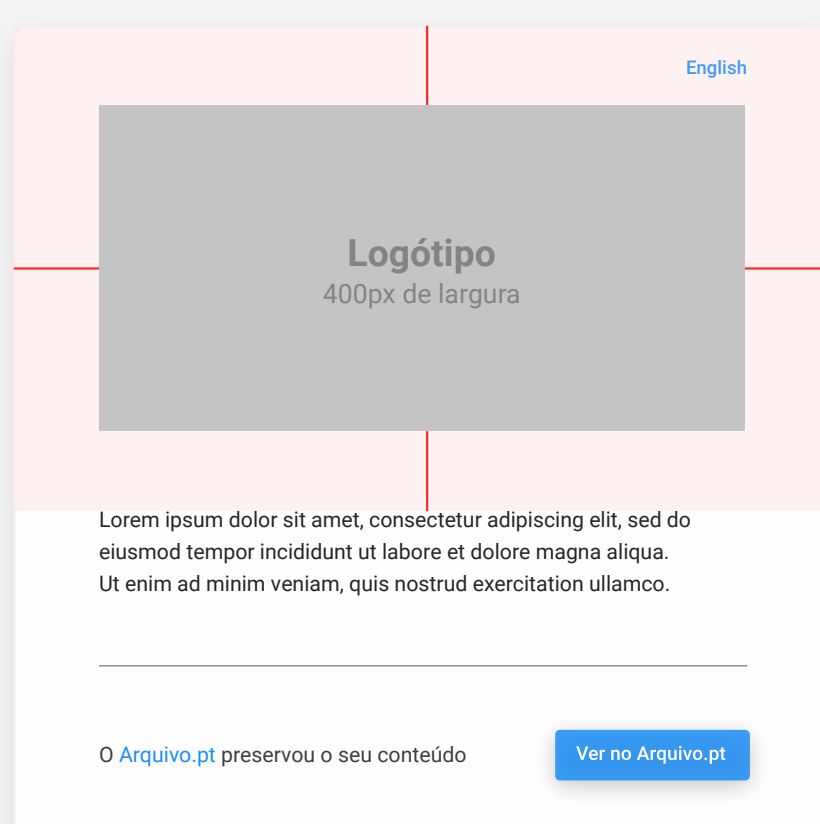 English
Logótipo
400px de largura
Lorem ipsum dolor sit amet, consectetur adipiscing elit, sed do
eiusmod tempor incididunt ut labore et dolore magna aliqua.
Ut enim ad minim veniam, quis nostrud exercitation ullamco.
O Arquivo.pt preservou o seu conteúdo
Ver no Arquivo.pt